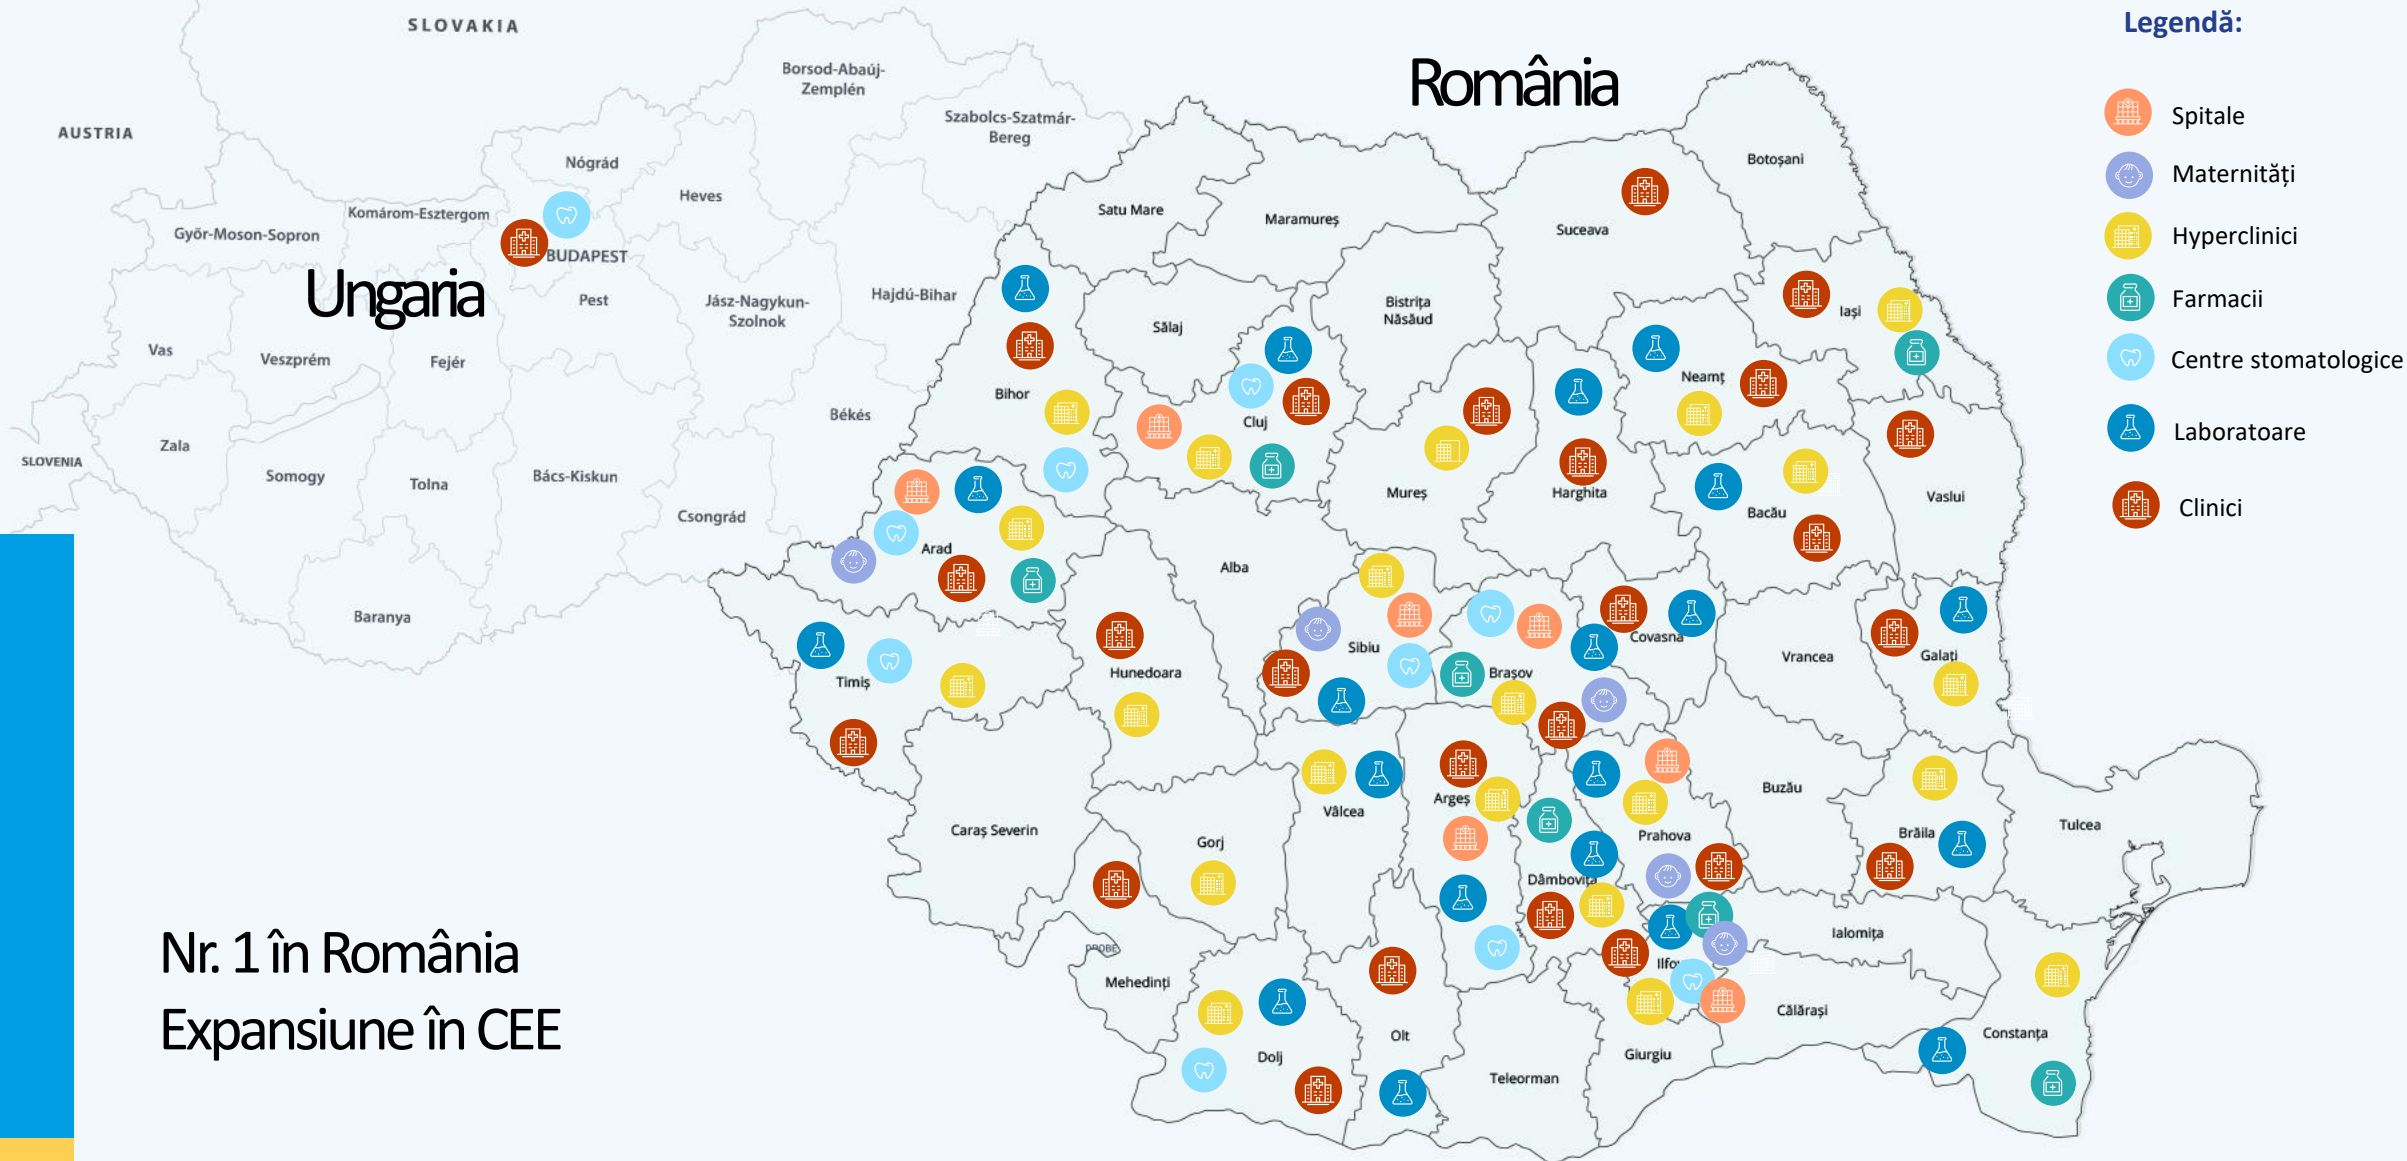 SLOVAKIA
AUSTRIA
Borsod-Abaúj-
Zemplén
Szabolcs-Szatmár-
Bereg
Nógrád
Heves
Komárom-Esztergom
Győr-Moson-Sopron
BUDAPEST
Ungaria
Pest
Jász-Nagykun-
Szolnok
Hajdú-Bihar
Vas
Veszprém
Fejér
Békés
Zala
SLOVENIA
Somogy
Tolna
Bács-Kiskun
Csongrád
Baranya
România
Botoșani
Satu Mare
Maramureș
Suceava
Bistrița
Năsăud
Iași
Sălaj
Neamț
Bihor
Cluj
Mureș
Harghita
Bacău
Vaslui
Arad
Alba
Sibiu
Covasna
Vrancea
Galați
Timiș
Hunedoara
Brașov
Caraș Severin
Gorj
Vâlcea
Argeș
Prahova
Buzău
Brăila
Tulcea
Dâmbovița
Ialomița
Ilfov
Mehedinți
Dolj
Olt
Teleorman
Giurgiu
Călărași
Constanța
Legendă:
Spitale
Maternități
Hyperclinici
Farmacii
Centre stomatologice
Laboratoare
Clinici
Nr. 1 în România
Expansiune în CEE